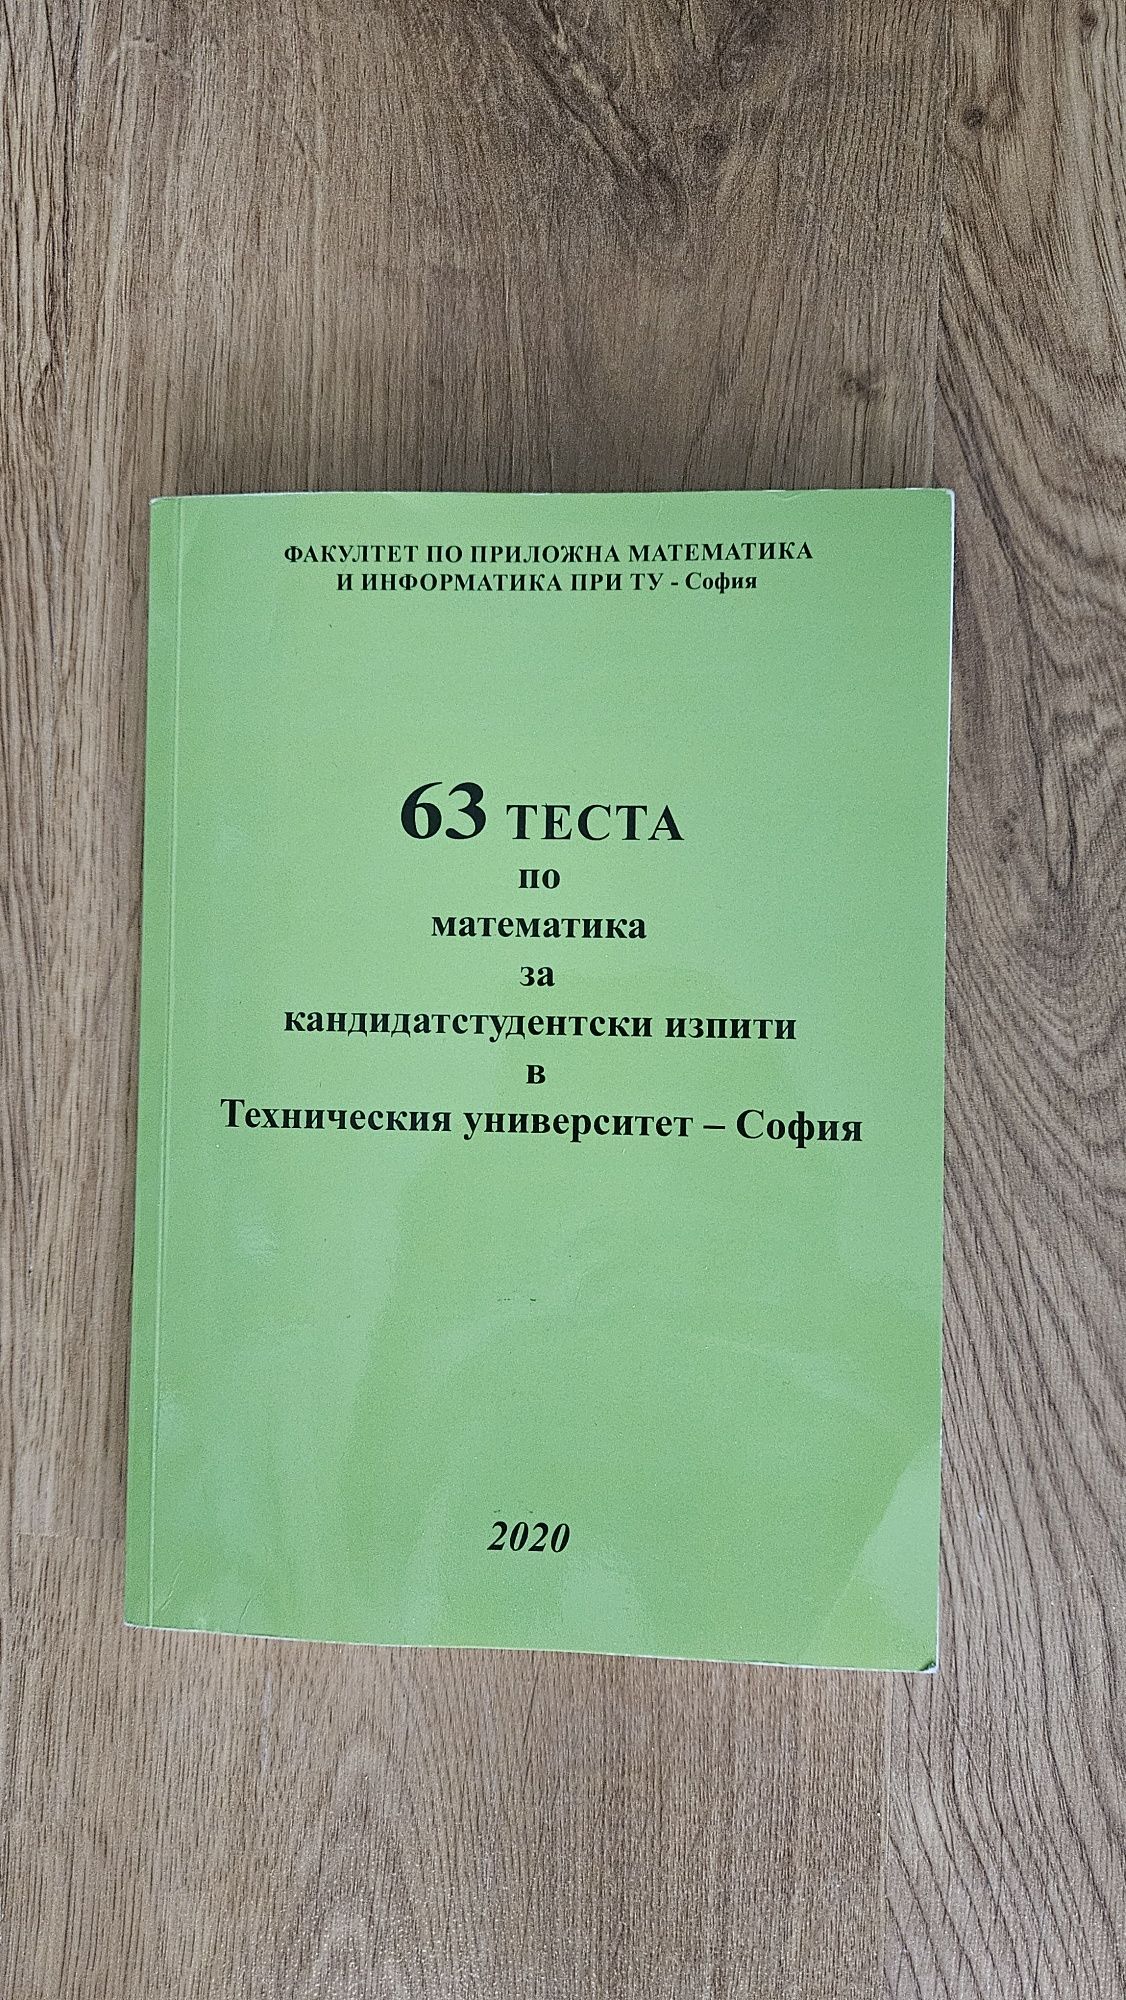 ФАКУЛТЕТ ПО ПРИЛОЖНА МАТЕМАТИКА
И ИНФОРМАТИКА ПРИ ТУ - София
63 ТЕСТА
по
математика
за
кандидатстудентски изпити
в
Техническия университет – София
2020